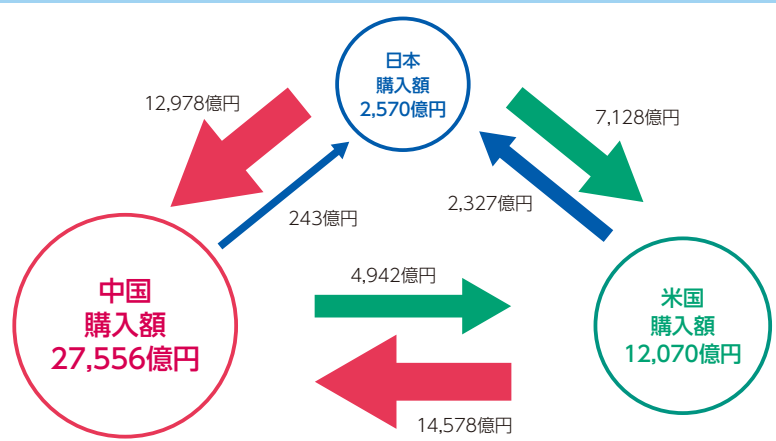 日本
購入額
2,570億円
12,978億円
7,128億円
243億円
2,327億円
中国
購入額
27,556億円
4,942億円
米国
購入額
12,070億円
14,578億円